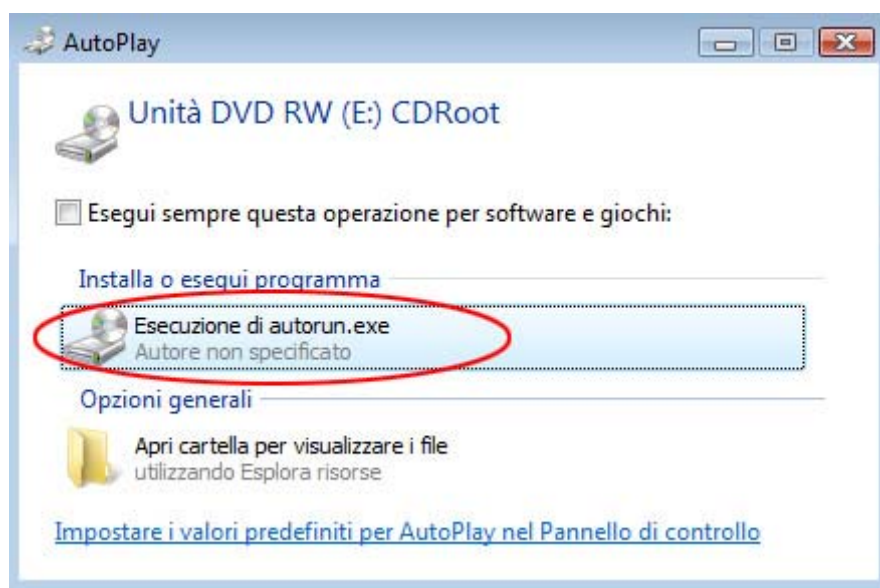 AutoPlay
Unità DVD RW (E:) CDRoot
Esegui sempre questa operazione per software e giochi:
Installa o esegui programma
Esecuzione di autorun.exe
Autore non specificato
Opzioni generali
Apri cartella per visualizzare i file
utilizzando Esplora risorse
Impostare i valori predefiniti per AutoPlay nel Pannello di controllo